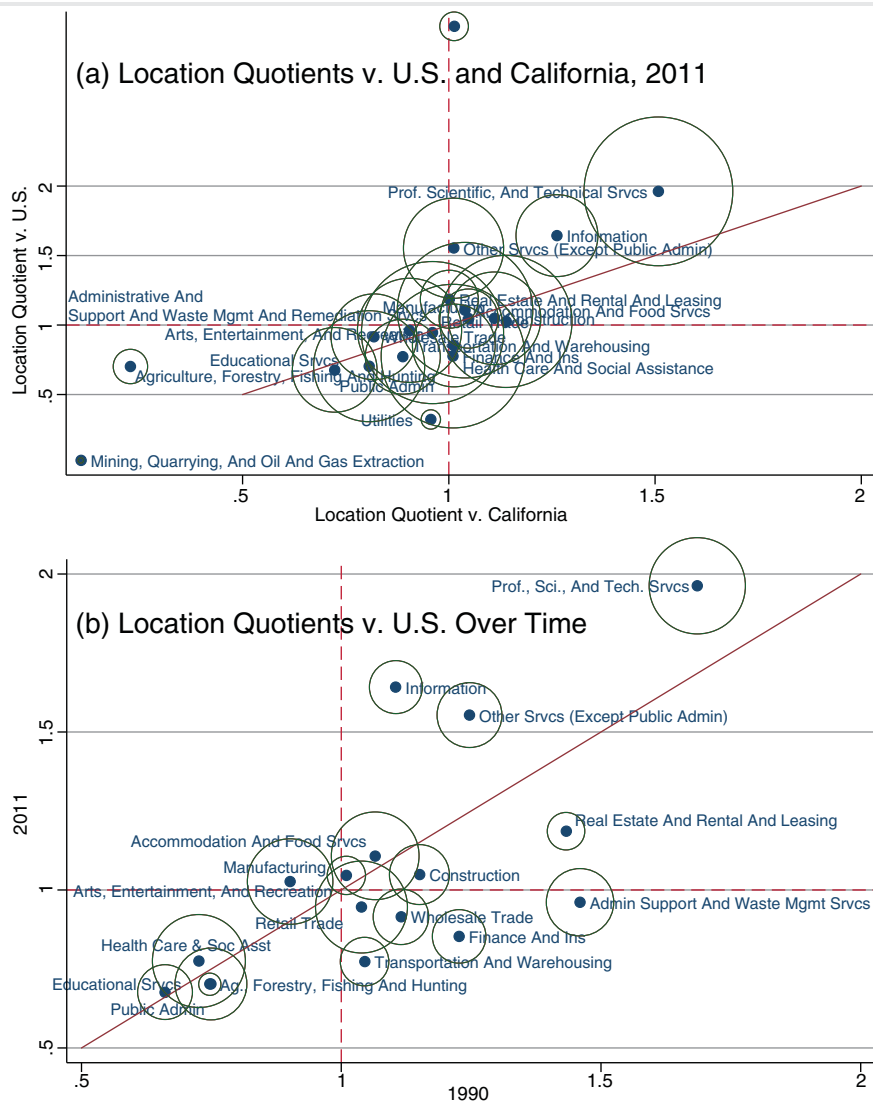 (a) Location Quotients v. U.S. and California, 2011
Location Quotient v. U.S.
2
1.5
1
.5
Prof. Scientific, And Technical Srvcs
Information
Other Srvcs (Except Public Admin)
Administrative And
Support And Waste Mgmt And Remediation Srvcs
Manufacturing
Real Estate And Rental And Leasing
Accommodation And Food Srvcs
Construction
Retail Trade
Arts, Entertainment, And Recreation
Wholesale Trade
Transportation And Warehousing
Educational Srvcs
Finance And Ins
Health Care And Social Assistance
Agriculture, Forestry, Fishing And Hunting
Public Admin
Utilities
Mining, Quarrying, And Oil And Gas Extraction
.5
1
1.5
2
Location Quotient v. California
(b) Location Quotients v. U.S. Over Time
2011
2
1.5
1
.5
Prof., Sci., And Tech. Srvcs
Information
Other Srvcs (Except Public Admin)
Real Estate And Rental And Leasing
Accommodation And Food Srvcs
Manufacturing
Construction
Arts, Entertainment, And Recreation
Admin Support And Waste Mgmt Srvcs
Retail Trade
Wholesale Trade
Finance And Ins
Health Care & Soc Asst
Transportation And Warehousing
Educational Srvcs
Ag., Forestry, Fishing And Hunting
Public Admin
.5
1
1.5
2
1990